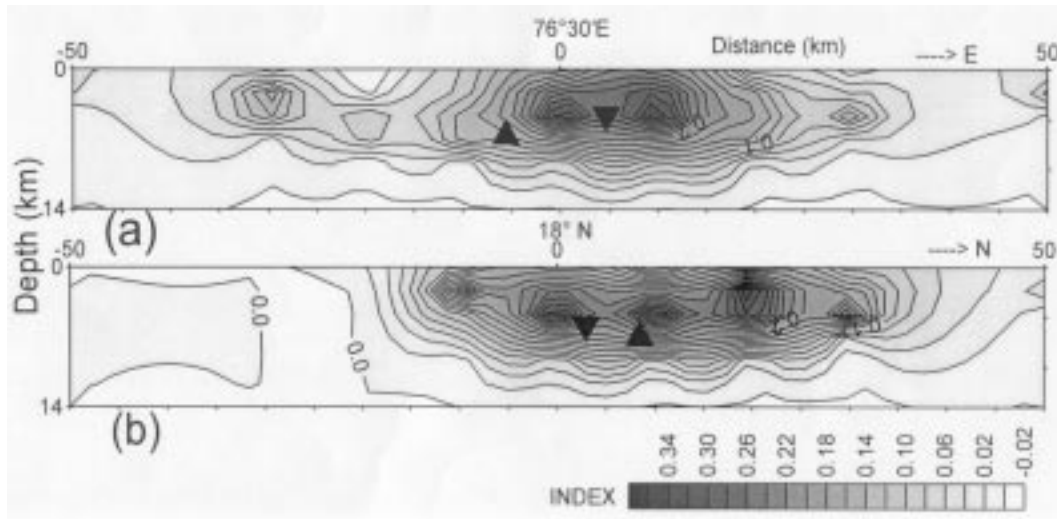 76°30'E
-50 0 Distance (km) ----> E 50
0
14
(a)
Depth (km)
18° N
-50 0 ----> N 50
0
0.0
0.0
14
(b)
0.34 0.30 0.26 0.22 0.18 0.14 0.10 0.06 0.02 -0.02
INDEX